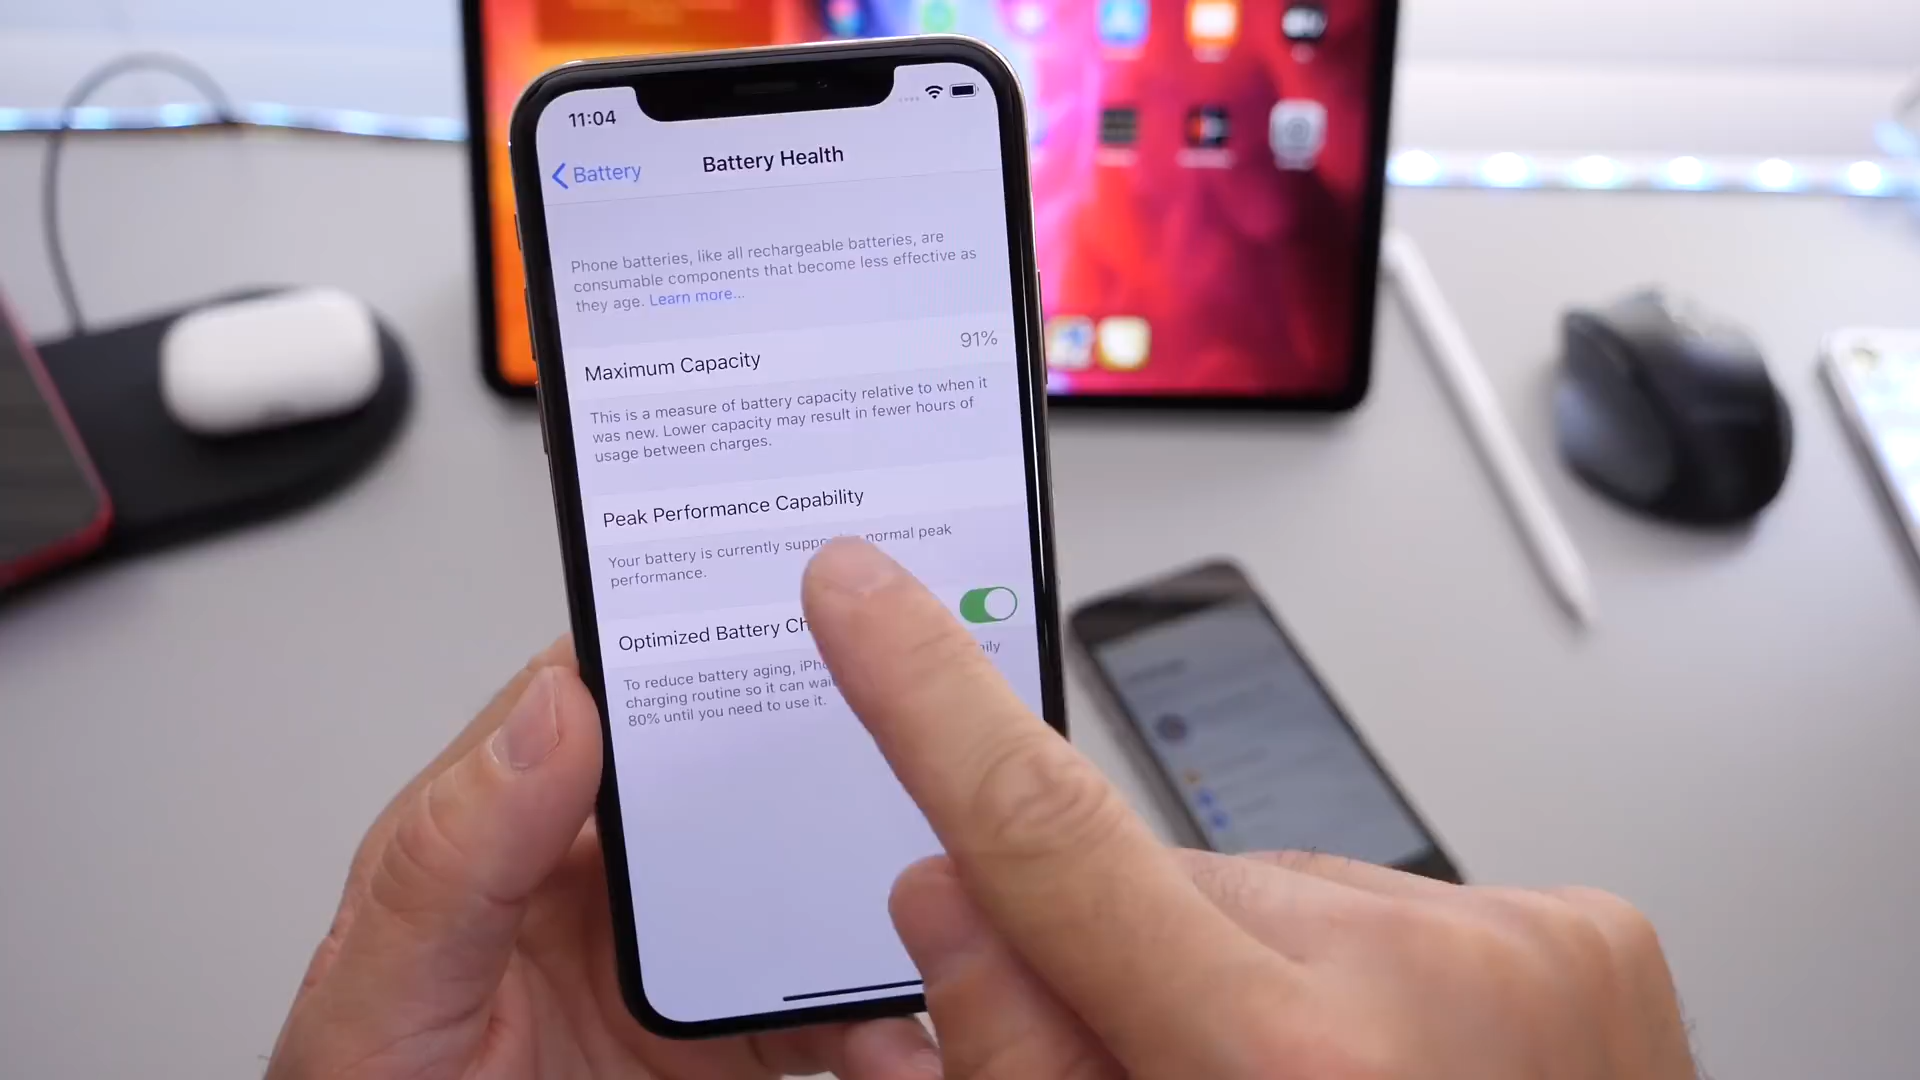 11:04
Battery
Battery Health
Phone batteries, like all rechargeable batteries, are
consumable components that become less effective as
they age. Learn more...
Maximum Capacity 91%
This is a measure of battery capacity relative to when it
was new. Lower capacity may result in fewer hours of
usage between charges.
Peak Performance Capability
Your battery is currently normal peak
performance.
Optimized Battery
To reduce battery aging,
charging routine so it can
80% until you need to use it.